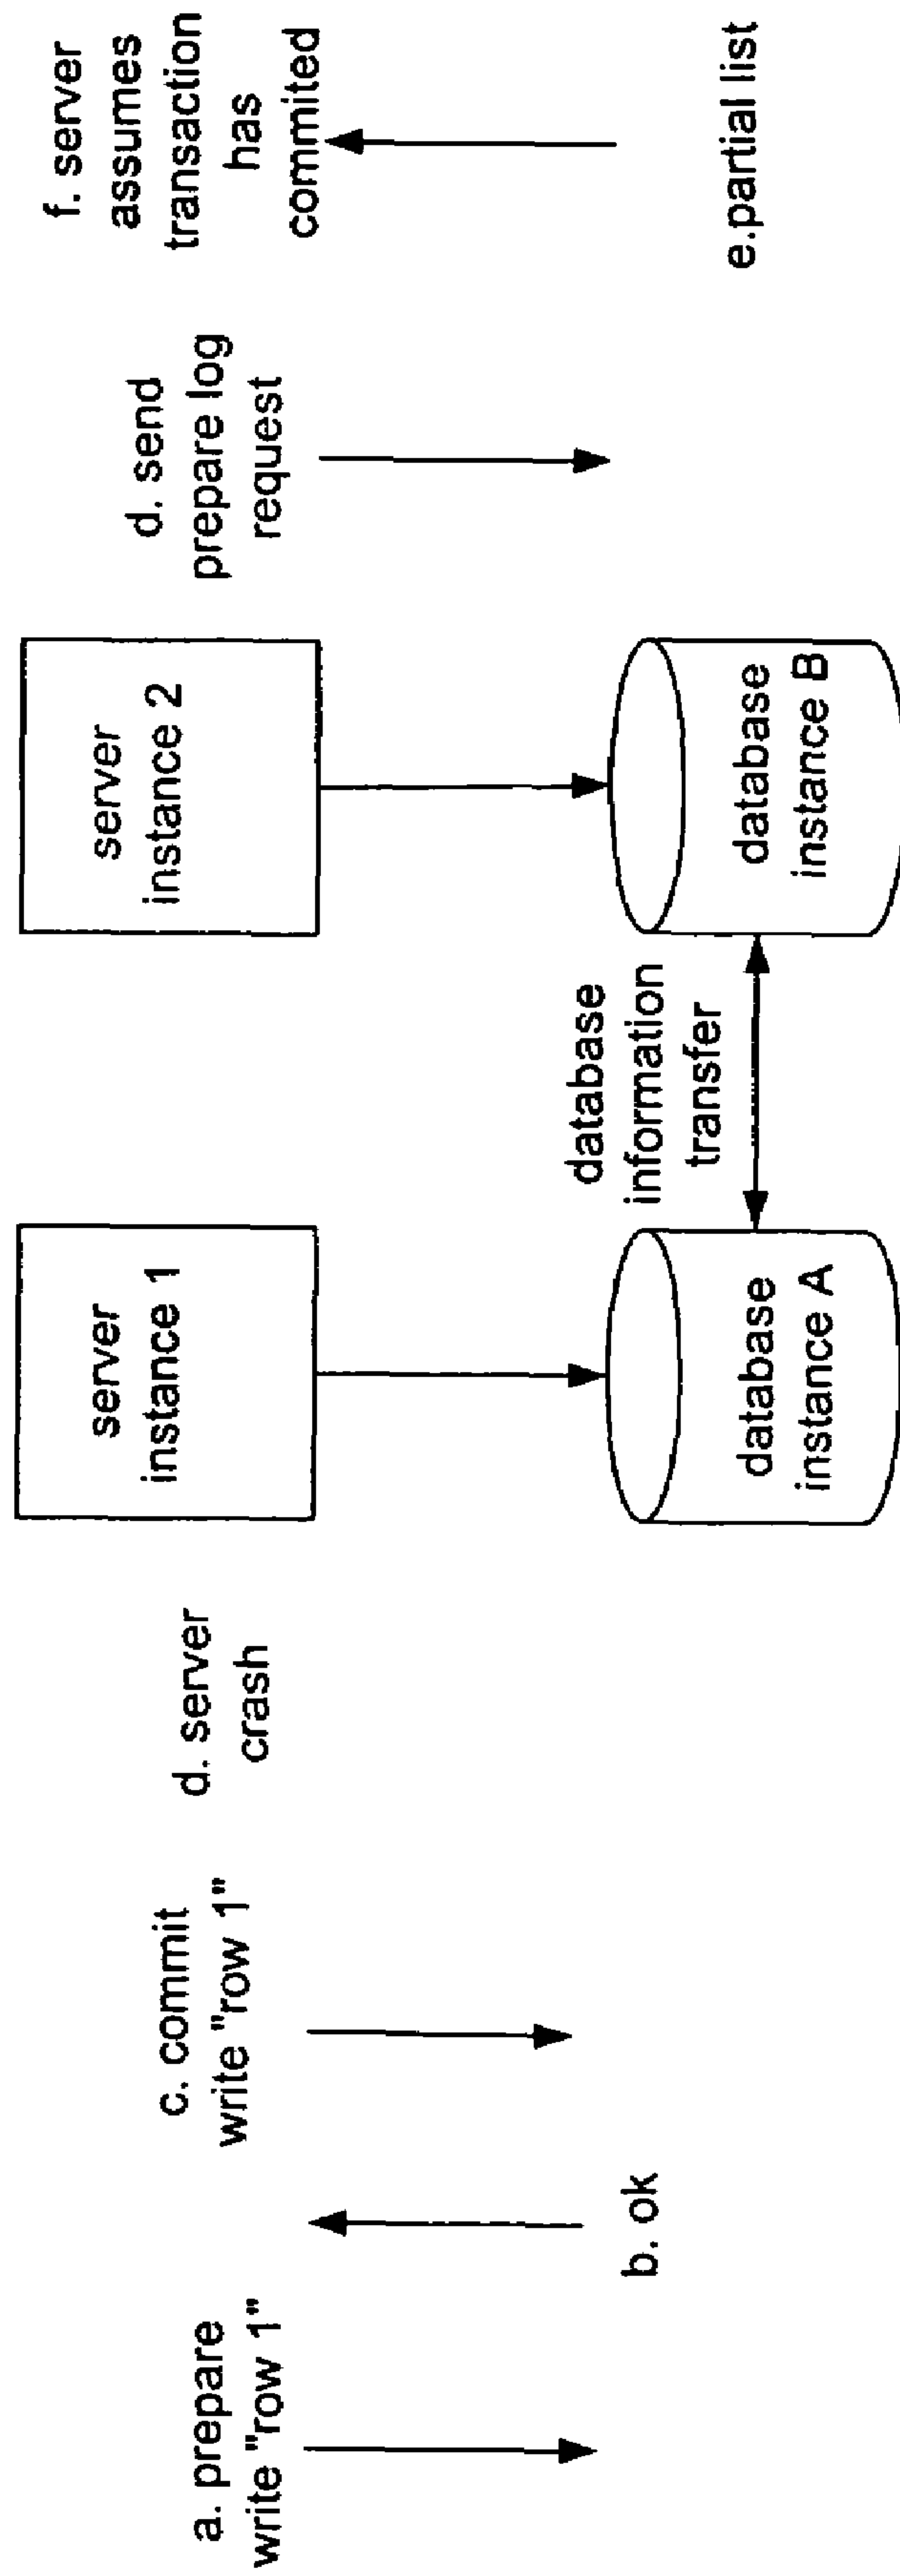 a. prepare
write "row 1"
b. ok
c. commit
write "row 1"
d. server
crash
server
instance 1
database
instance A
database
information
transfer
server
instance 2
database
instance B
d. send
prepare log
request
e.partial list
f. server
assumes
transaction
has
commited